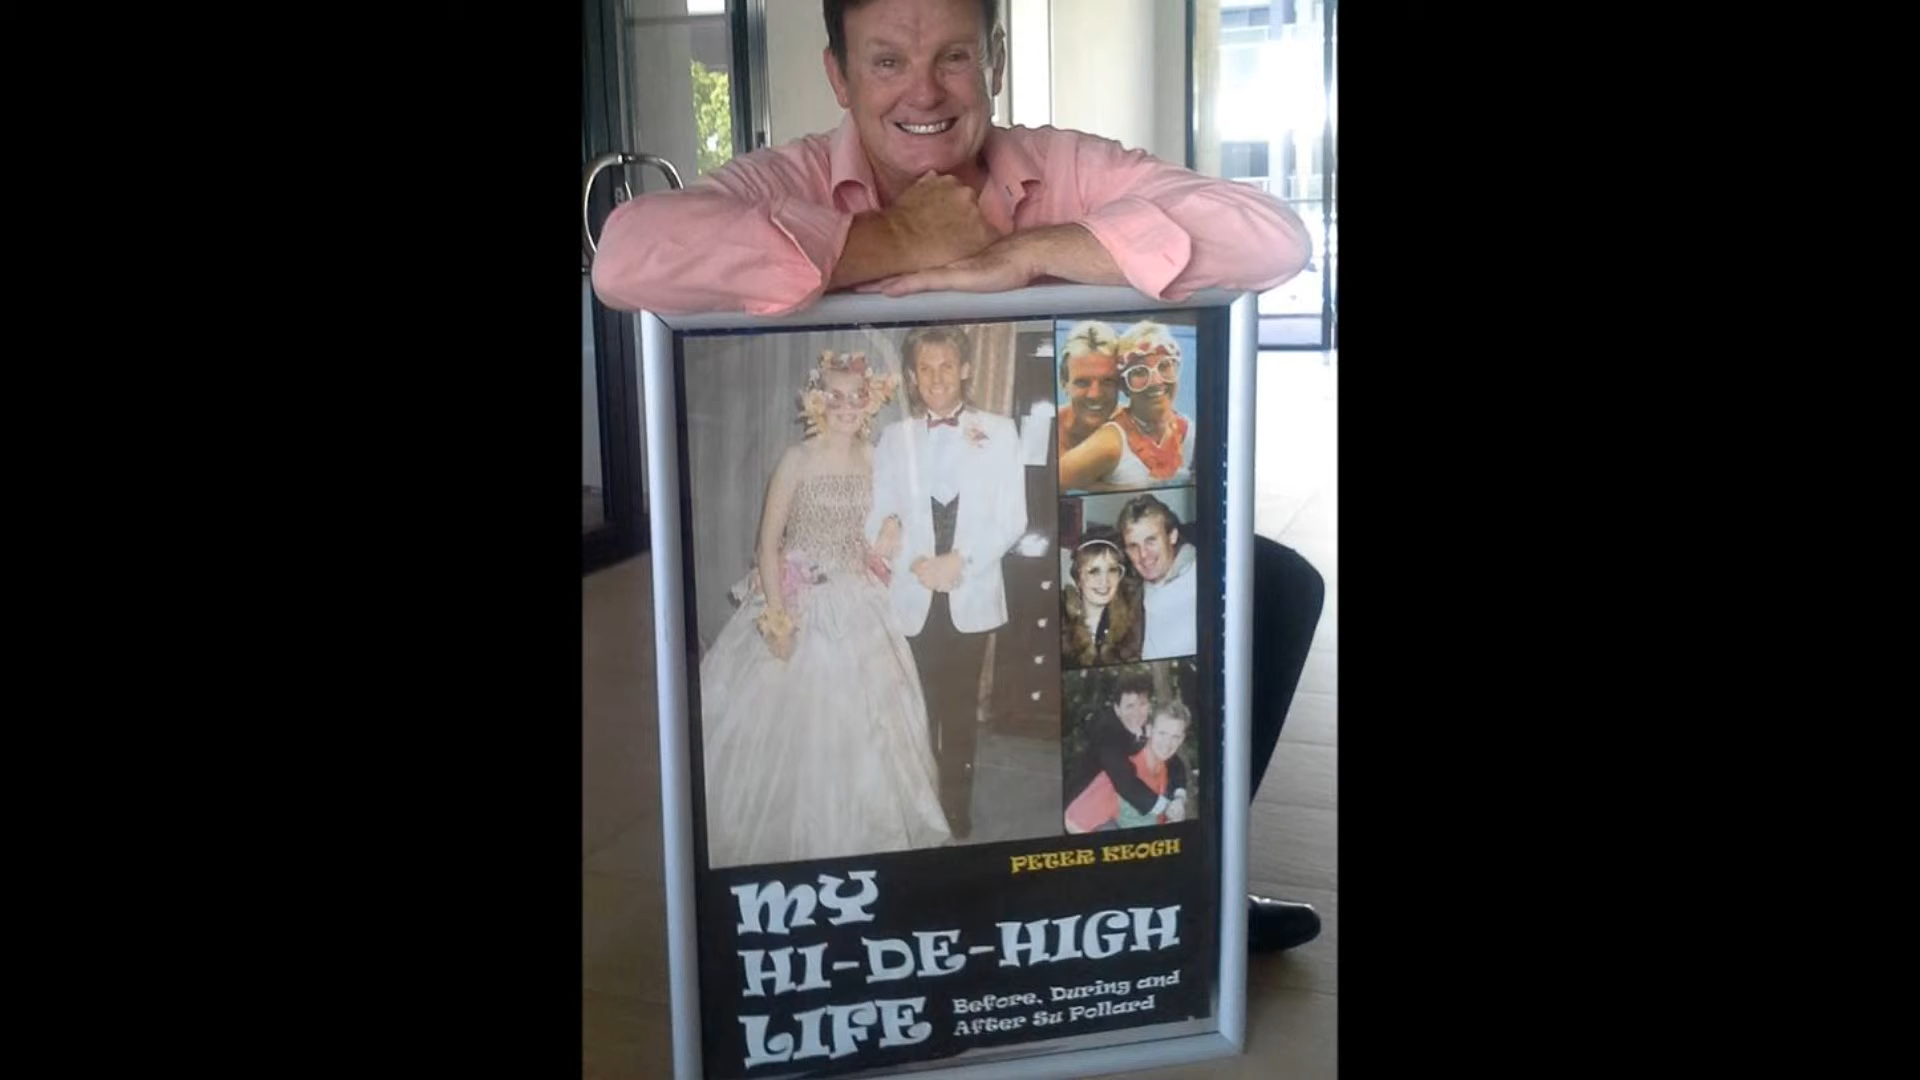 PETER KEOGH
MY
HI-DE-HIGH
LIFE
Before, During and
After Su Pollard